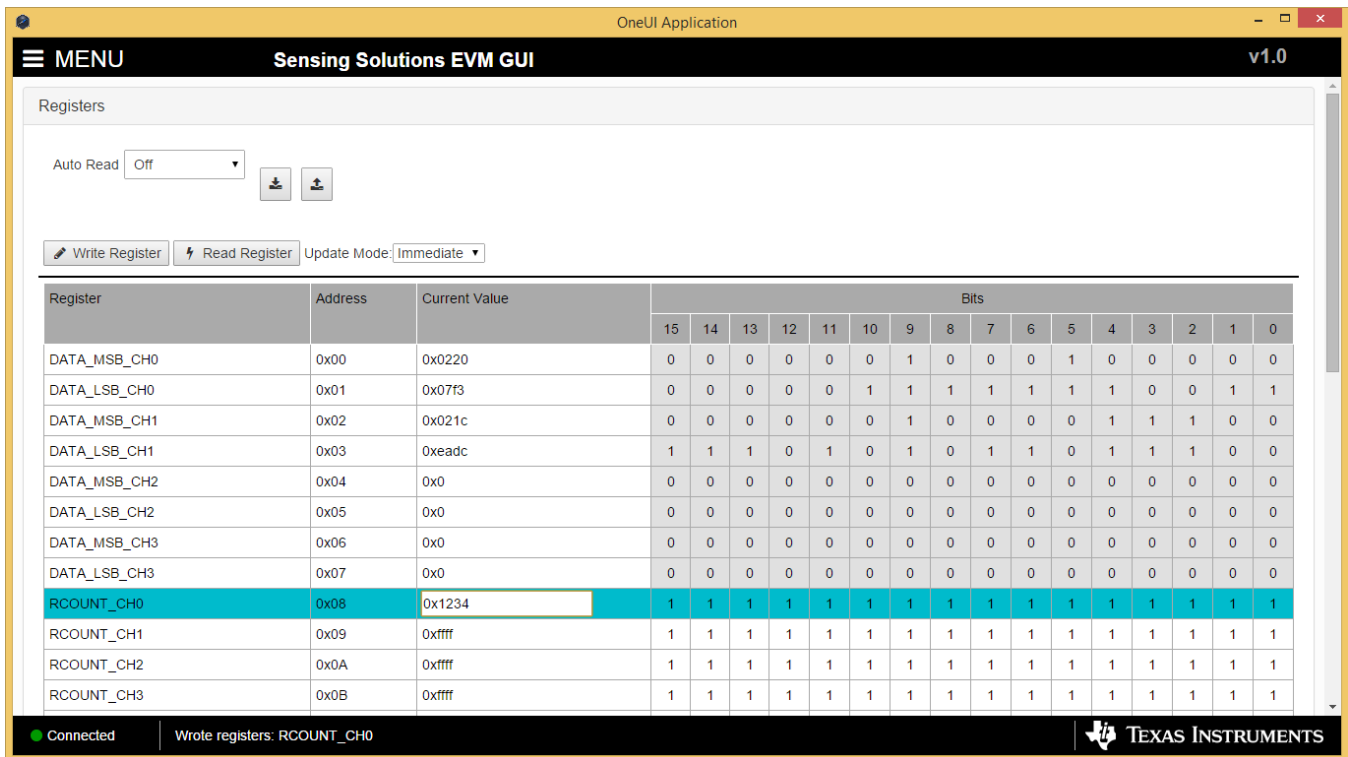 OneUI Application
MENU Sensing Solutions EVM GUI v1.0
Registers
Auto Read Off
Write Register Read Register Update Mode: Immediate
Register Address Current Value Bits
15 14 13 12 11 10 9 8 7 6 5 4 3 2 1 0
DATA_MSB_CH0 0x00 0x0220 0 0 0 0 0 0 1 0 0 0 1 0 0 0 0 0
DATA_LSB_CH0 0x01 0x07f3 0 0 0 0 0 1 1 1 1 1 1 1 0 0 1 1
DATA_MSB_CH1 0x02 0x021c 0 0 0 0 0 0 1 0 0 0 0 1 1 1 0 0
DATA_LSB_CH1 0x03 0xeadc 1 1 1 0 1 0 1 0 1 1 0 1 1 1 0 0
DATA_MSB_CH2 0x04 0x0 0 0 0 0 0 0 0 0 0 0 0 0 0 0 0 0
DATA_LSB_CH2 0x05 0x0 0 0 0 0 0 0 0 0 0 0 0 0 0 0 0 0
DATA_MSB_CH3 0x06 0x0 0 0 0 0 0 0 0 0 0 0 0 0 0 0 0 0
DATA_LSB_CH3 0x07 0x0 0 0 0 0 0 0 0 0 0 0 0 0 0 0 0 0
RCOUNT_CH0 0x08 0x1234 1 1 1 1 1 1 1 1 1 1 1 1 1 1 1 1
RCOUNT_CH1 0x09 0xffff 1 1 1 1 1 1 1 1 1 1 1 1 1 1 1 1
RCOUNT_CH2 0x0A 0xffff 1 1 1 1 1 1 1 1 1 1 1 1 1 1 1 1
RCOUNT_CH3 0x0B 0xffff 1 1 1 1 1 1 1 1 1 1 1 1 1 1 1 1
Connected Wrote registers: RCOUNT_CH0 TEXAS INSTRUMENTS